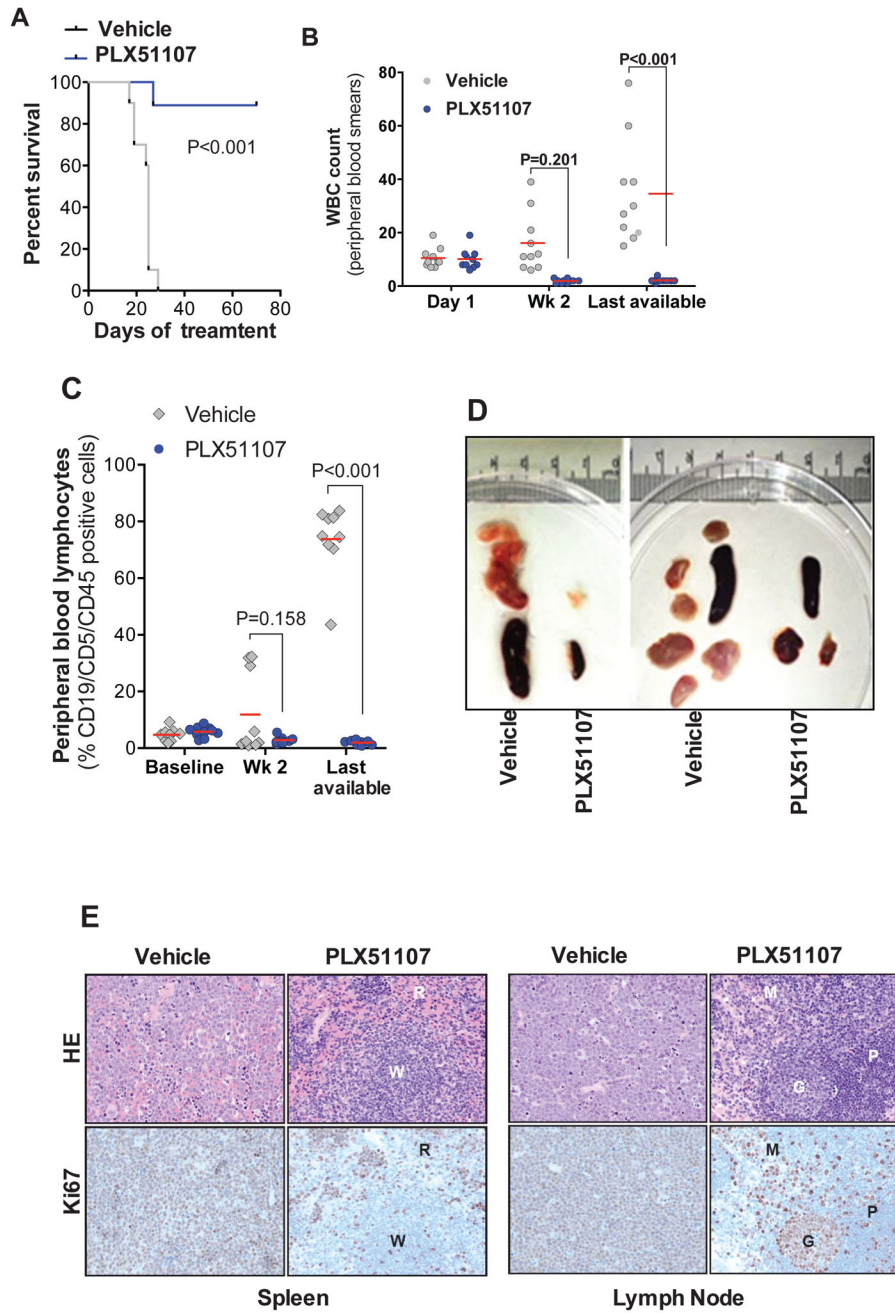 A
Vehicle
PLX51107
100
80
60
40
20
0
P<0.001
Percent survival
0 20 40 60 80
Days of treamtent
B
Vehicle
PLX51107
P<0.001
P=0.201
80
60
40
20
0
WBC count
(peripheral blood smears)
Day 1 Wk 2 Last available
C
Vehicle
PLX51107
P<0.001
P=0.158
100
80
60
40
20
0
Peripheral blood lymphocytes
(% CD19/CD5/CD45 positive cells)
Baseline Wk 2 Last
available
D
Vehicle
PLX51107
Vehicle
PLX51107
E
Vehicle PLX51107 Vehicle PLX51107
HE
R
W
M
P
G
Ki67
R
W
M
P
G
Spleen Lymph Node